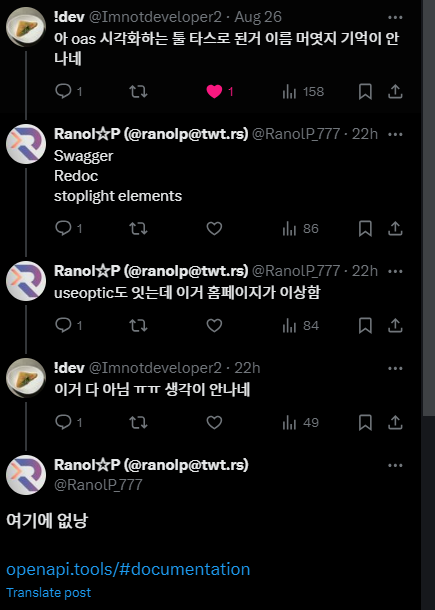 !dev @Imnotdeveloper2 · Aug 26
아 oas 시각화하는 툴 타스로 된거 이름 머엿지 기억이 안
나네
1 1 158
Ranol☆P (@ranolp@twt.rs) @RanolP_777 · 22h
Swagger
Redoc
stoplight elements
1 86
Ranol☆P (@ranolp@twt.rs) @RanolP_777 · 22h
useoptic도 잇는데 이거 홈페이지가 이상함
1 84
!dev @Imnotdeveloper2 · 22h
이거 다 아님 ㅠㅠ 생각이 안나네
1 49
Ranol☆P (@ranolp@twt.rs)
@RanolP_777
여기에 없낭
openapi.tools/#documentation
Translate post